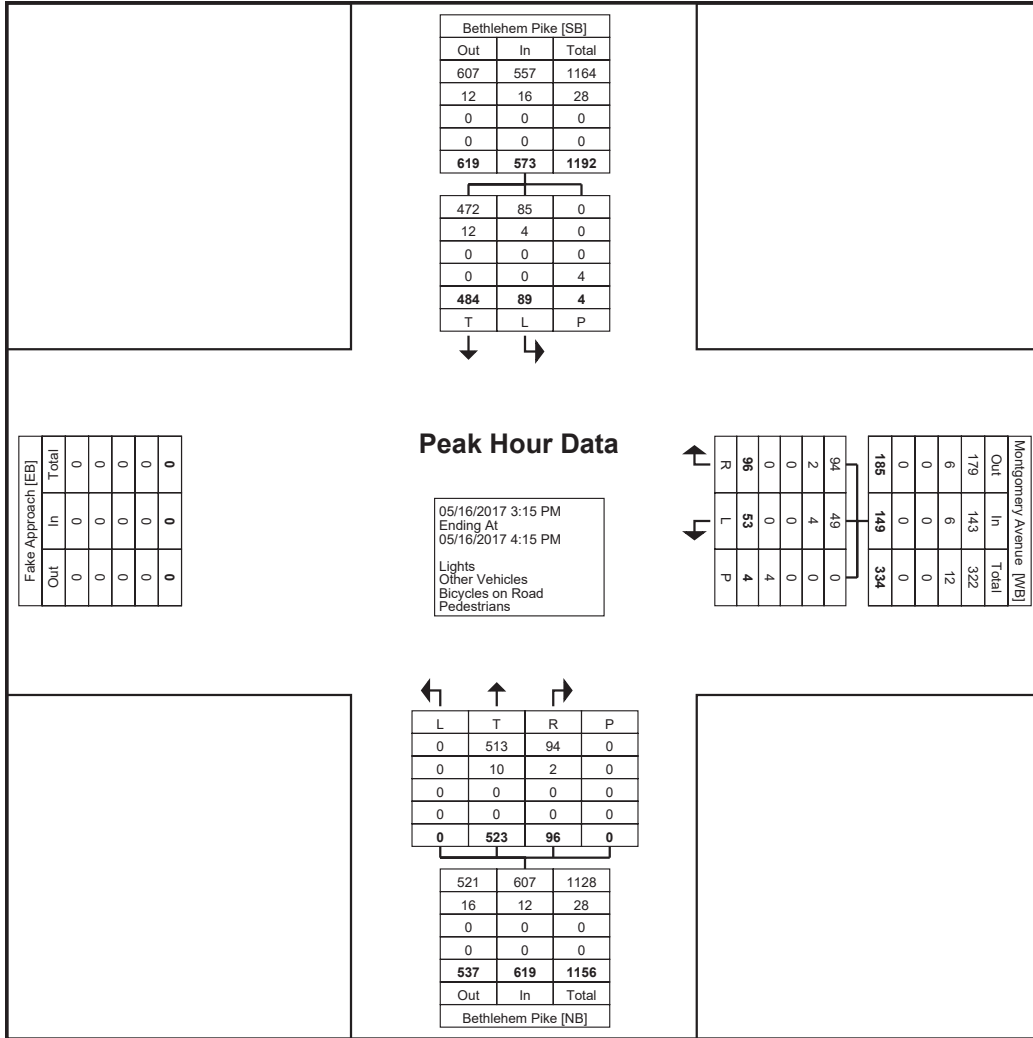 Bethlehem Pike [SB]
Out In Total
607 557 1164
12 16 28
0 0 0
0 0 0
619 573 1192
472 85 0
12 4 0
0 0 0
0 0 4
484 89 4
T L P
Fake Approach [EB]
Total 0 0 0 0 0
In 0 0 0 0 0
Out 0 0 0 0 0
Peak Hour Data
05/16/2017 3:15 PM
Ending At
05/16/2017 4:15 PM
Lights
Other Vehicles
Bicycles on Road
Pedestrians
R 96 0 0 2 94
L 53 0 0 4 49
P 4 4 0 0 0
185 0 0 6 179 Out
149 0 0 6 143 In
334 0 0 12 322 Total
Montgomery Avenue [WB]
L T R P
0 513 94 0
0 10 2 0
0 0 0 0
0 0 0 0
0 523 96 0
521 607 1128
16 12 28
0 0 0
0 0 0
537 619 1156
Out In Total
Bethlehem Pike [NB]